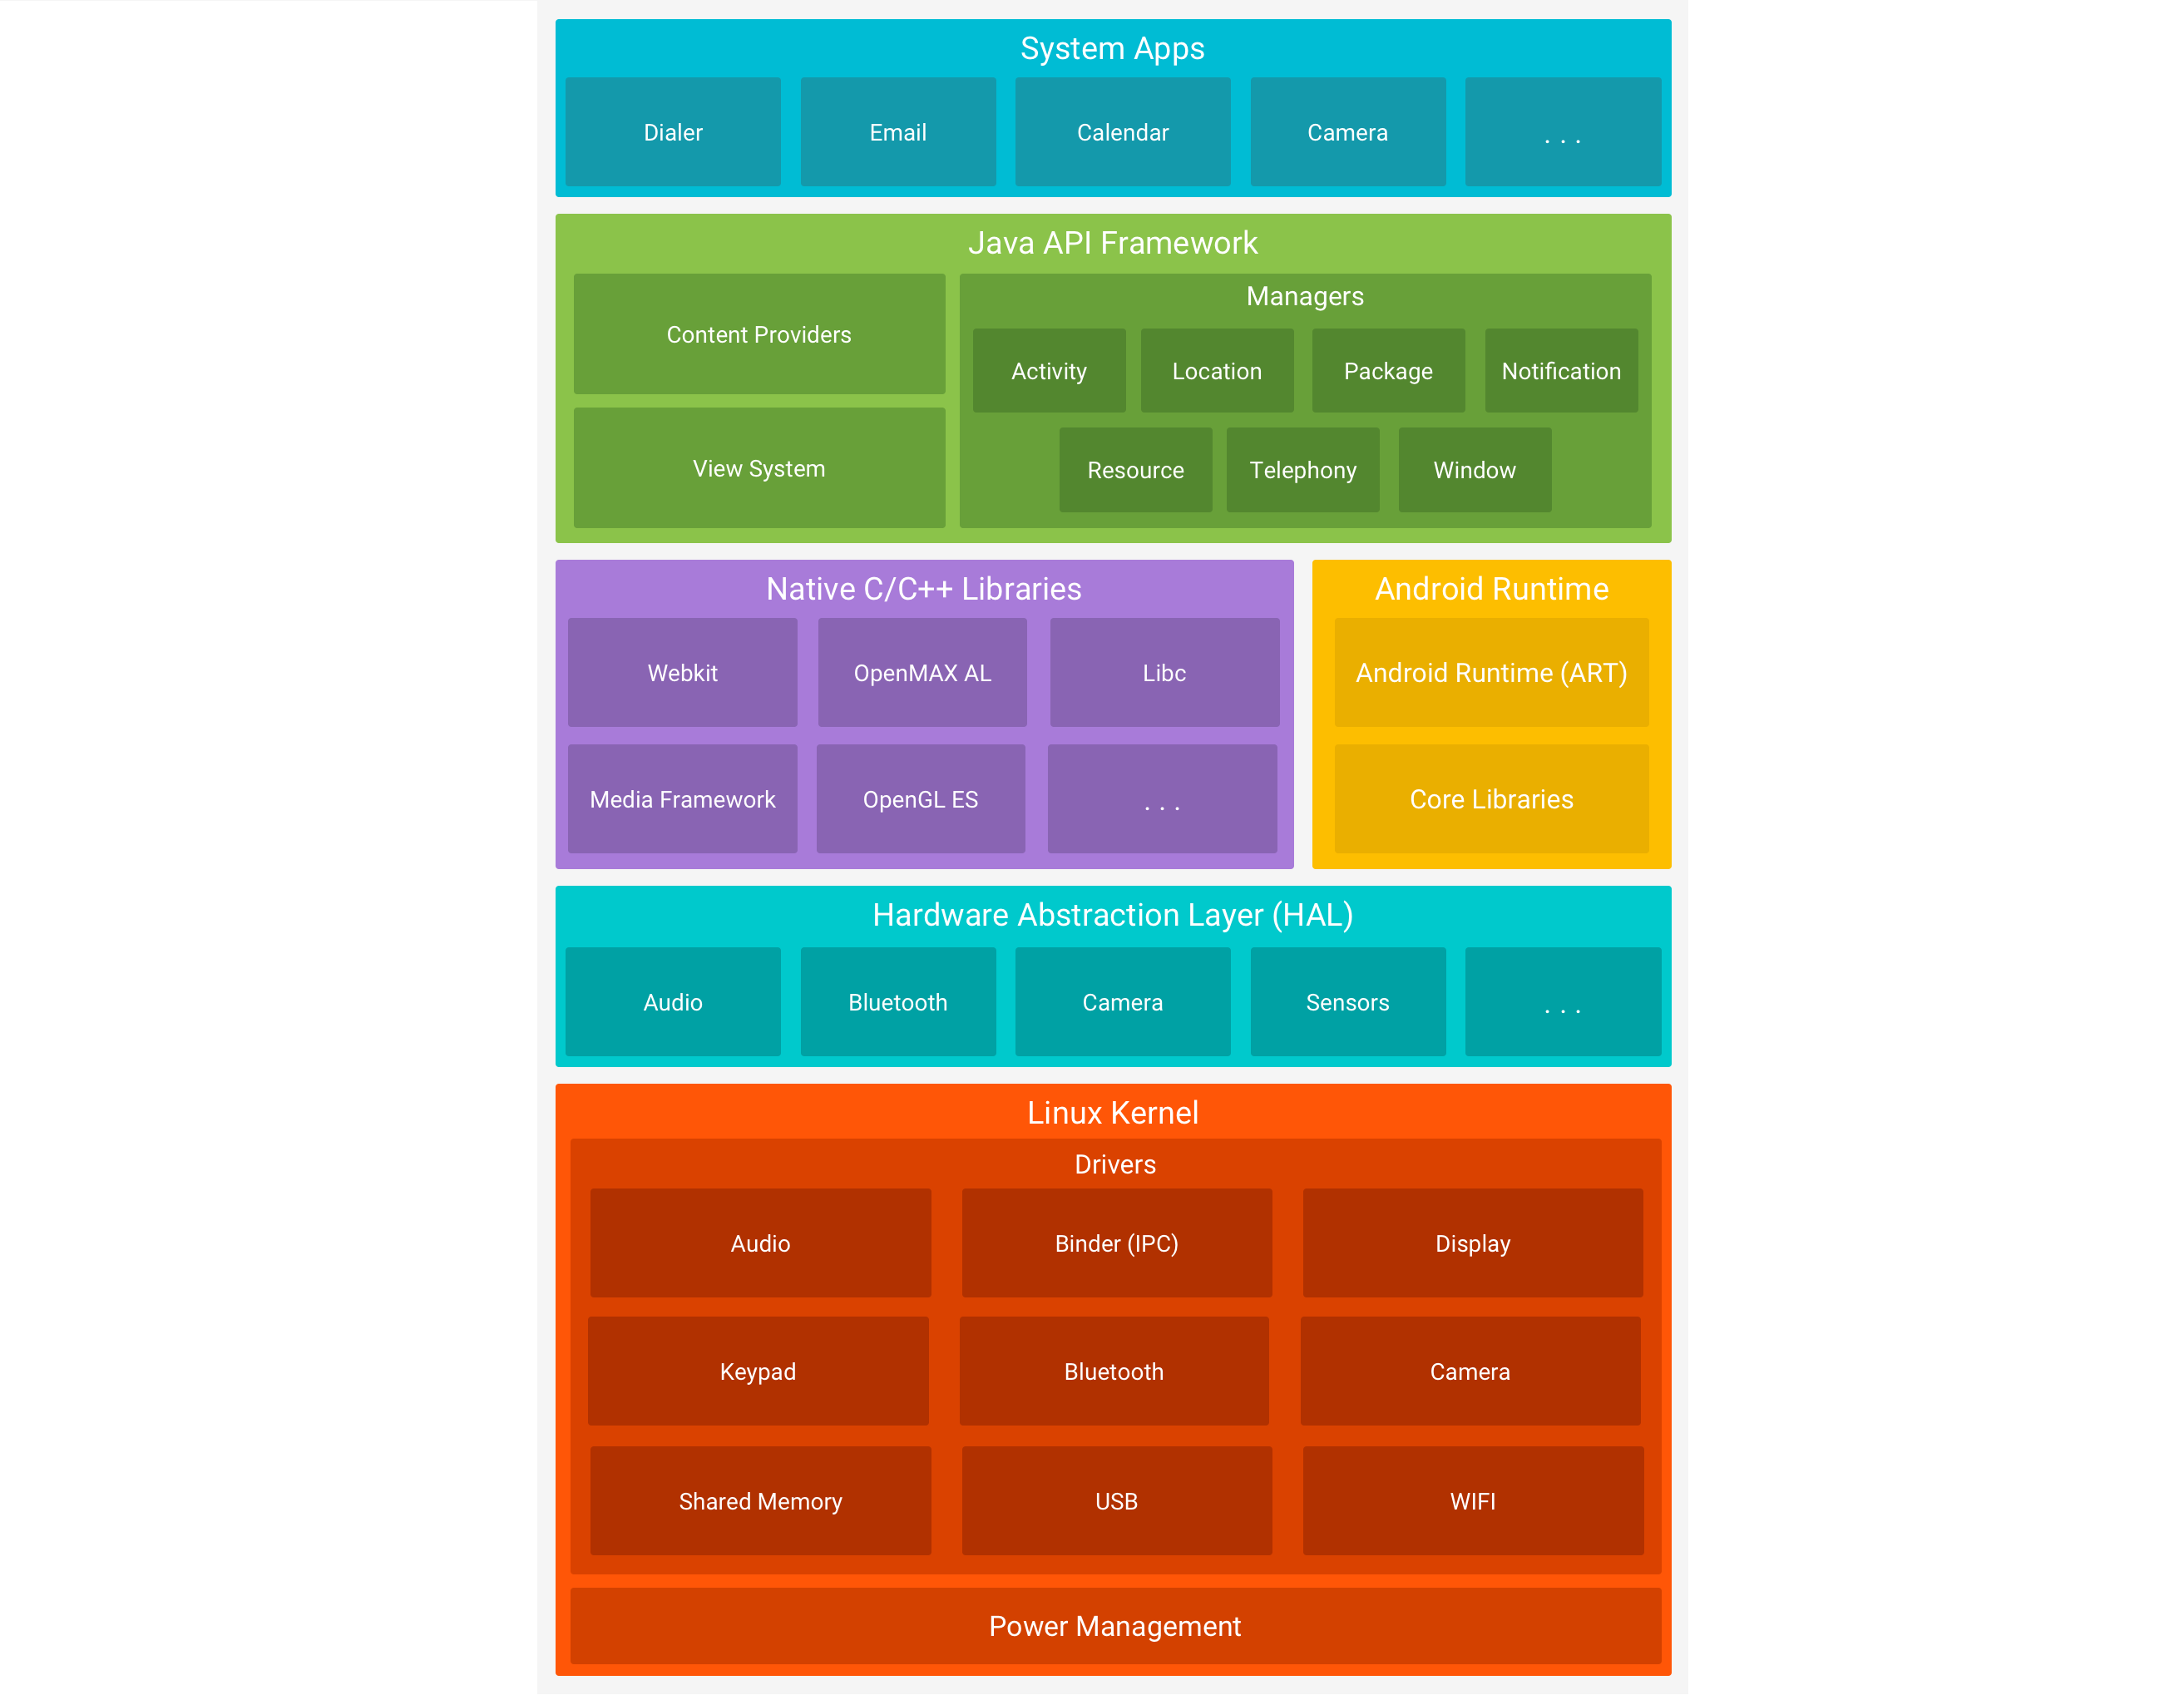 System Apps
Dialer
Email
Calendar
Camera
. . .
Java API Framework
Content Providers
View System
Managers
Activity
Location
Package
Notification
Resource
Telephony
Window
Native C/C++ Libraries
Webkit
OpenMAX AL
Libc
Media Framework
OpenGL ES
. . .
Android Runtime
Android Runtime (ART)
Core Libraries
Hardware Abstraction Layer (HAL)
Audio
Bluetooth
Camera
Sensors
. . .
Linux Kernel
Drivers
Audio
Binder (IPC)
Display
Keypad
Bluetooth
Camera
Shared Memory
USB
WIFI
Power Management